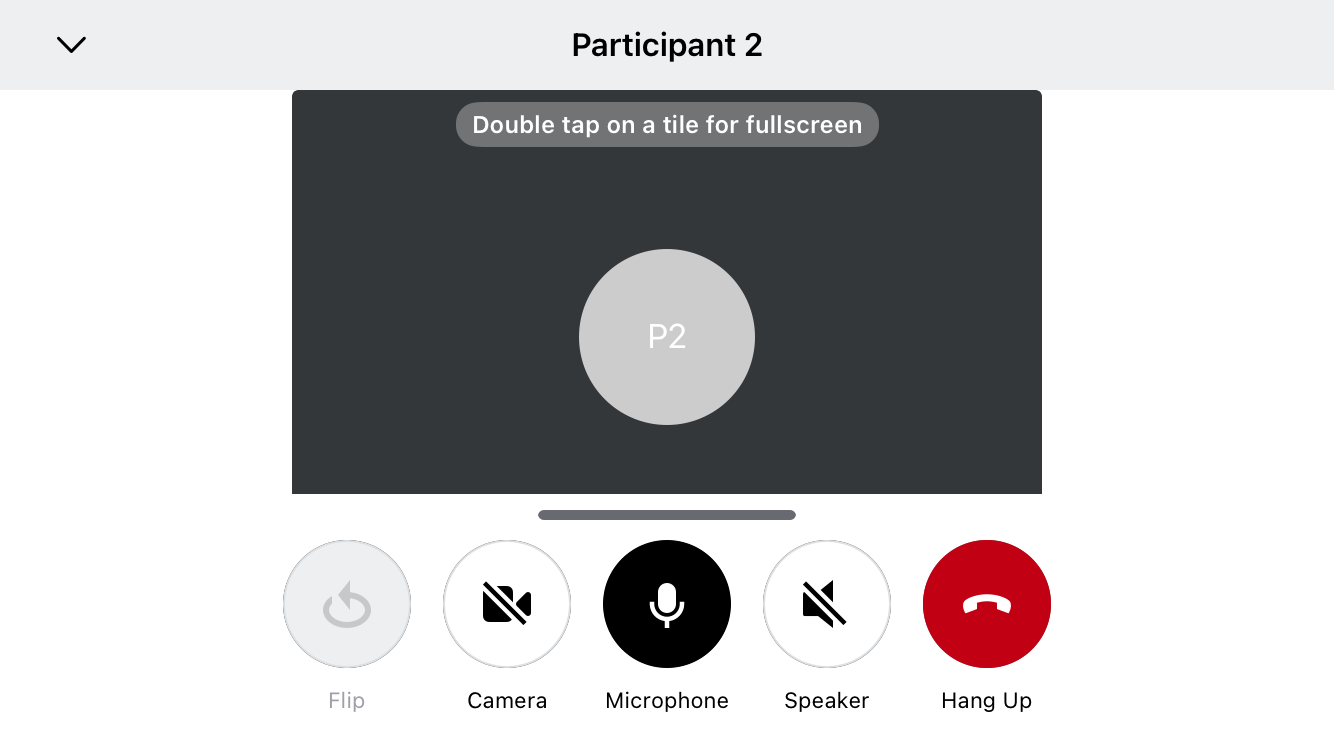 Participant 2
Double tap on a tile for fullscreen
P2
Flip
Camera
Microphone
Speaker
Hang Up